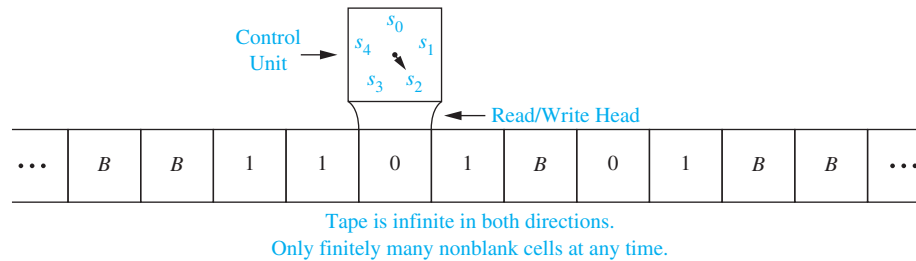 s0
Control Unit
s4 s1
s3 s2
Read/Write Head
... B B 1 1 0 1 B 0 1 B B ...
Tape is infinite in both directions.
Only finitely many nonblank cells at any time.